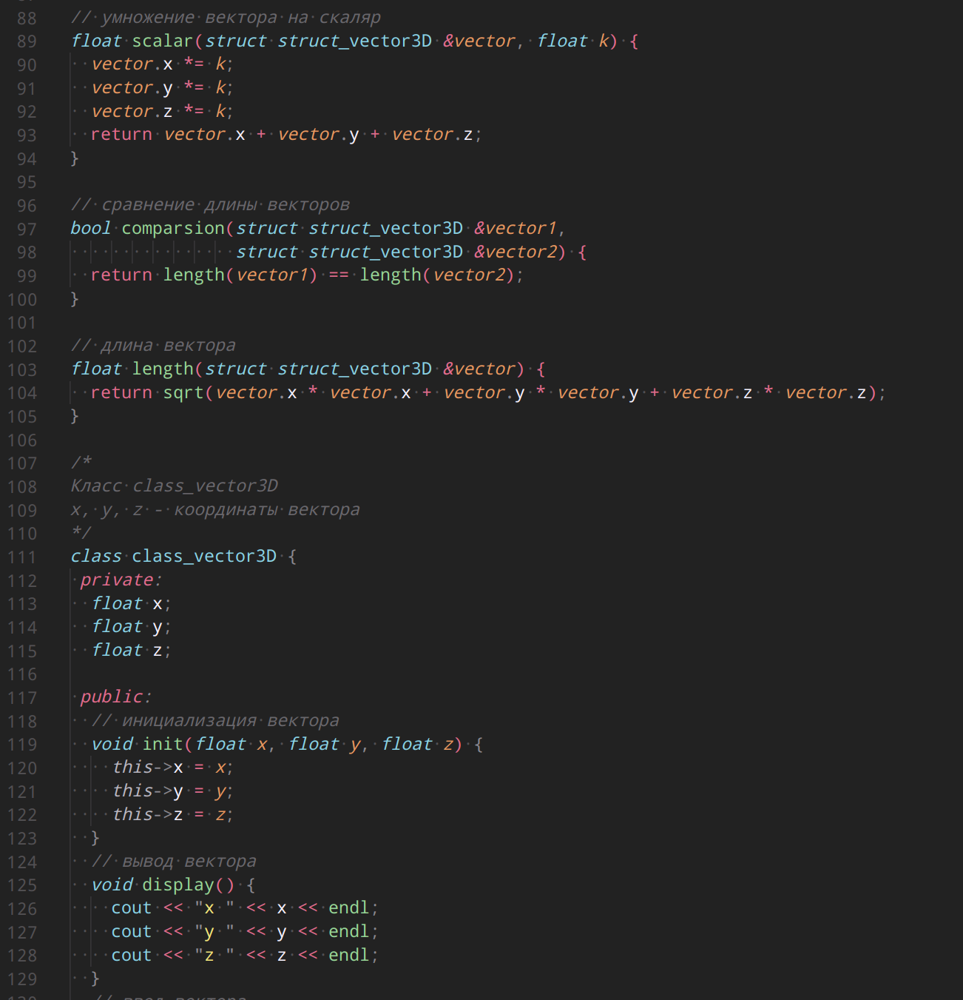 88 // умножение вектора на скаляр
89 float scalar(struct struct_vector3D &vector, float k) {
90   vector.x *= k;
91   vector.y *= k;
92   vector.z *= k;
93   return vector.x + vector.y + vector.z;
94 }
95
96 // сравнение длины векторов
97 bool comparsion(struct struct_vector3D &vector1,
98                 struct struct_vector3D &vector2) {
99   return length(vector1) == length(vector2);
100 }
101
102 // длина вектора
103 float length(struct struct_vector3D &vector) {
104   return sqrt(vector.x * vector.x + vector.y * vector.y + vector.z * vector.z);
105 }
106
107 /*
108 Класс class_vector3D
109 x, y, z - координаты вектора
110 */
111 class class_vector3D {
112  private:
113   float x;
114   float y;
115   float z;
116
117  public:
118   // инициализация вектора
119   void init(float x, float y, float z) {
120     this->x = x;
121     this->y = y;
122     this->z = z;
123   }
124   // вывод вектора
125   void display() {
126     cout << "x " << x << endl;
127     cout << "y " << y << endl;
128     cout << "z " << z << endl;
129   }